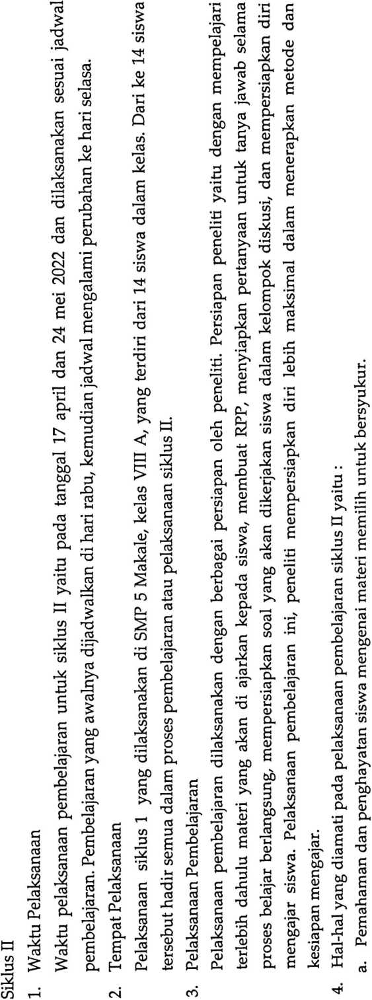 Siklus II
1. Waktu Pelaksanaan
Waktu pelaksanaan pembelajaran untuk siklus II yaitu pada tanggal 17 april dan 24 mei 2022 dan dilaksanakan sesuai jadwal
pembelajaran. Pembelajaran yang awalnya dijadwalkan di hari rabu, kemudian jadwal mengalami perubahan ke hari selasa.
2. Tempat Pelaksanaan
Pelaksanaan siklus 1 yang dilaksanakan di SMP 5 Makale, kelas VIII A, yang terdiri dari 14 siswa dalam kelas. Dari ke 14 siswa
tersebut hadir semua dalam proses pembelajaran atau pelaksanaan siklus II.
3. Pelaksanaan Pembelajaran
Pelaksanaan pembelajaran dilaksanakan dengan berbagai persiapan oleh peneliti. Persiapan peneliti yaitu dengan mempelajari
terlebih dahulu materi yang akan di ajarkan kepada siswa, membuat RPP, menyiapkan pertanyaan untuk tanya jawab selama
proses belajar berlangsung, mempersiapkan soal yang akan dikerjakan siswa dalam kelompok diskusi, dan mempersiapkan diri
mengajar siswa. Pelaksanaan pembelajaran ini, peneliti mempersiapkan diri lebih maksimal dalam menerapkan metode dan
kesiapan mengajar.
4. Hal-hal yang diamati pada pelaksanaan pembelajaran siklus II yaitu :
a. Pemahaman dan penghayatan siswa mengenai materi memilih untuk bersyukur.